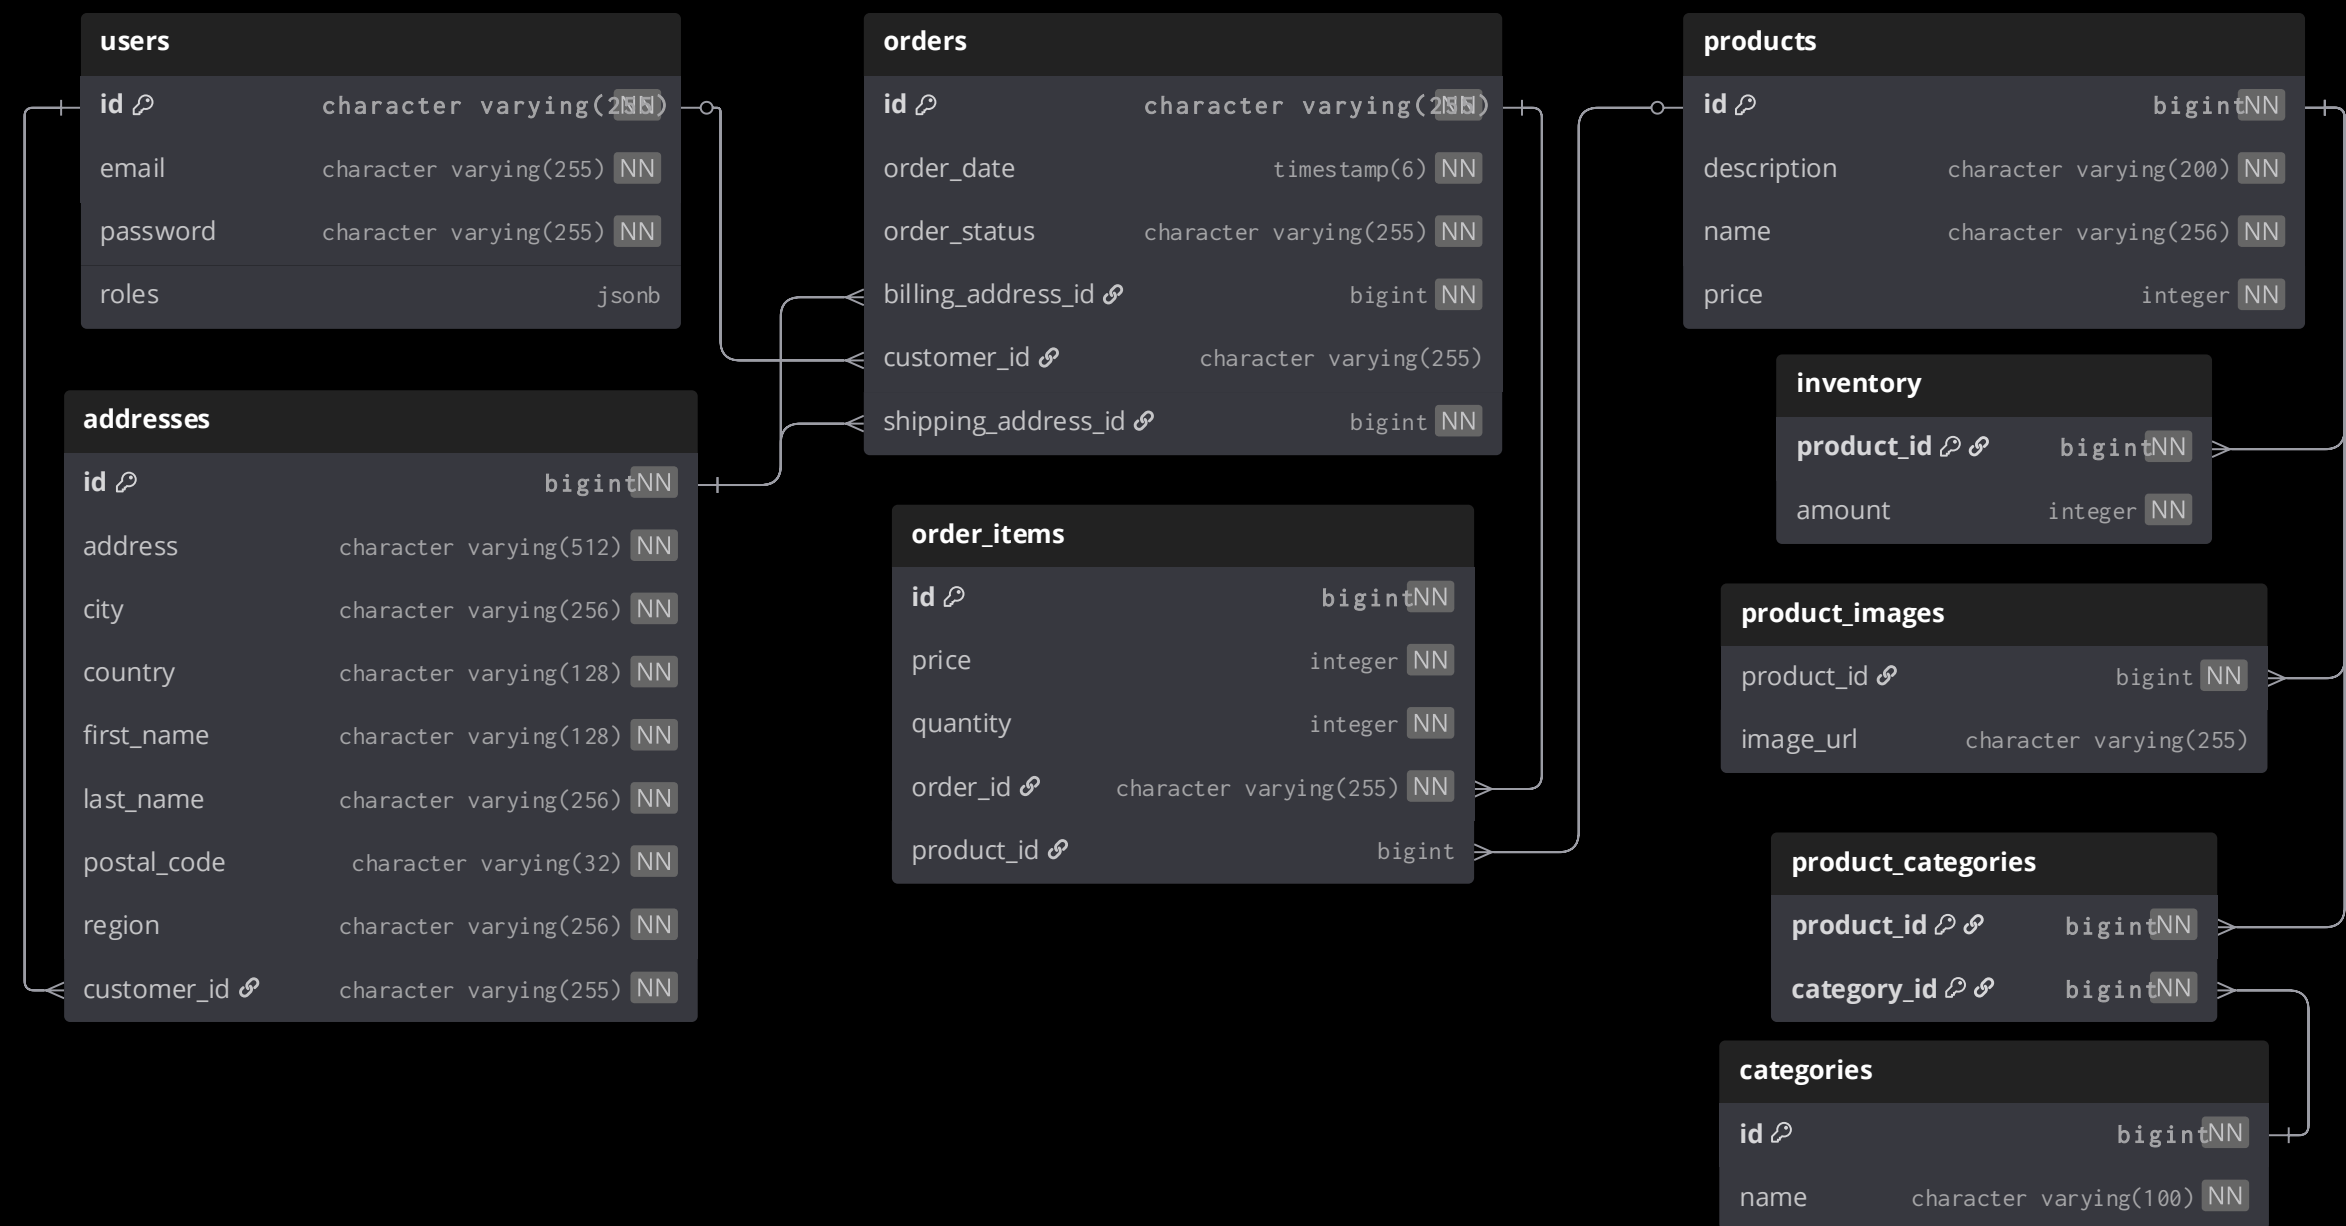 users
id character varying(255) NN
email character varying(255) NN
password character varying(255) NN
roles jsonb
addresses
id bigint NN
address character varying(512) NN
city character varying(256) NN
country character varying(128) NN
first_name character varying(128) NN
last_name character varying(256) NN
postal_code character varying(32) NN
region character varying(256) NN
customer_id character varying(255) NN
orders
id character varying(255) NN
order_date timestamp(6) NN
order_status character varying(255) NN
billing_address_id bigint NN
customer_id character varying(255)
shipping_address_id bigint NN
order_items
id bigint NN
price integer NN
quantity integer NN
order_id character varying(255) NN
product_id bigint
products
id bigint NN
description character varying(200) NN
name character varying(256) NN
price integer NN
inventory
product_id bigint NN
amount integer NN
product_images
product_id bigint NN
image_url character varying(255)
product_categories
product_id bigint NN
category_id bigint NN
categories
id bigint NN
name character varying(100) NN